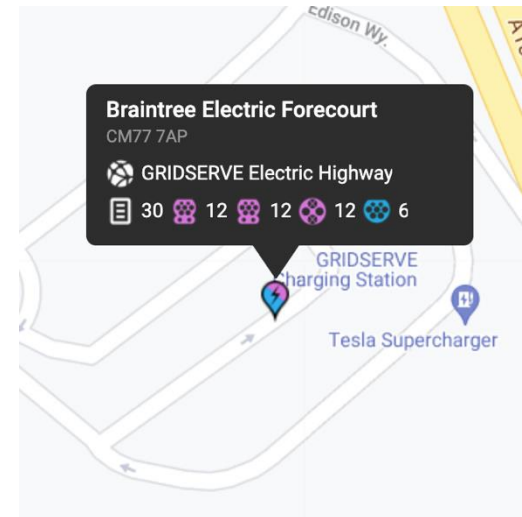 Edison Wy.
Braintree Electric Forecourt
CM77 7AP
GRIDSERVE Electric Highway
30 12 12 12 6
GRIDSERVE
Charging Station
Tesla Supercharger